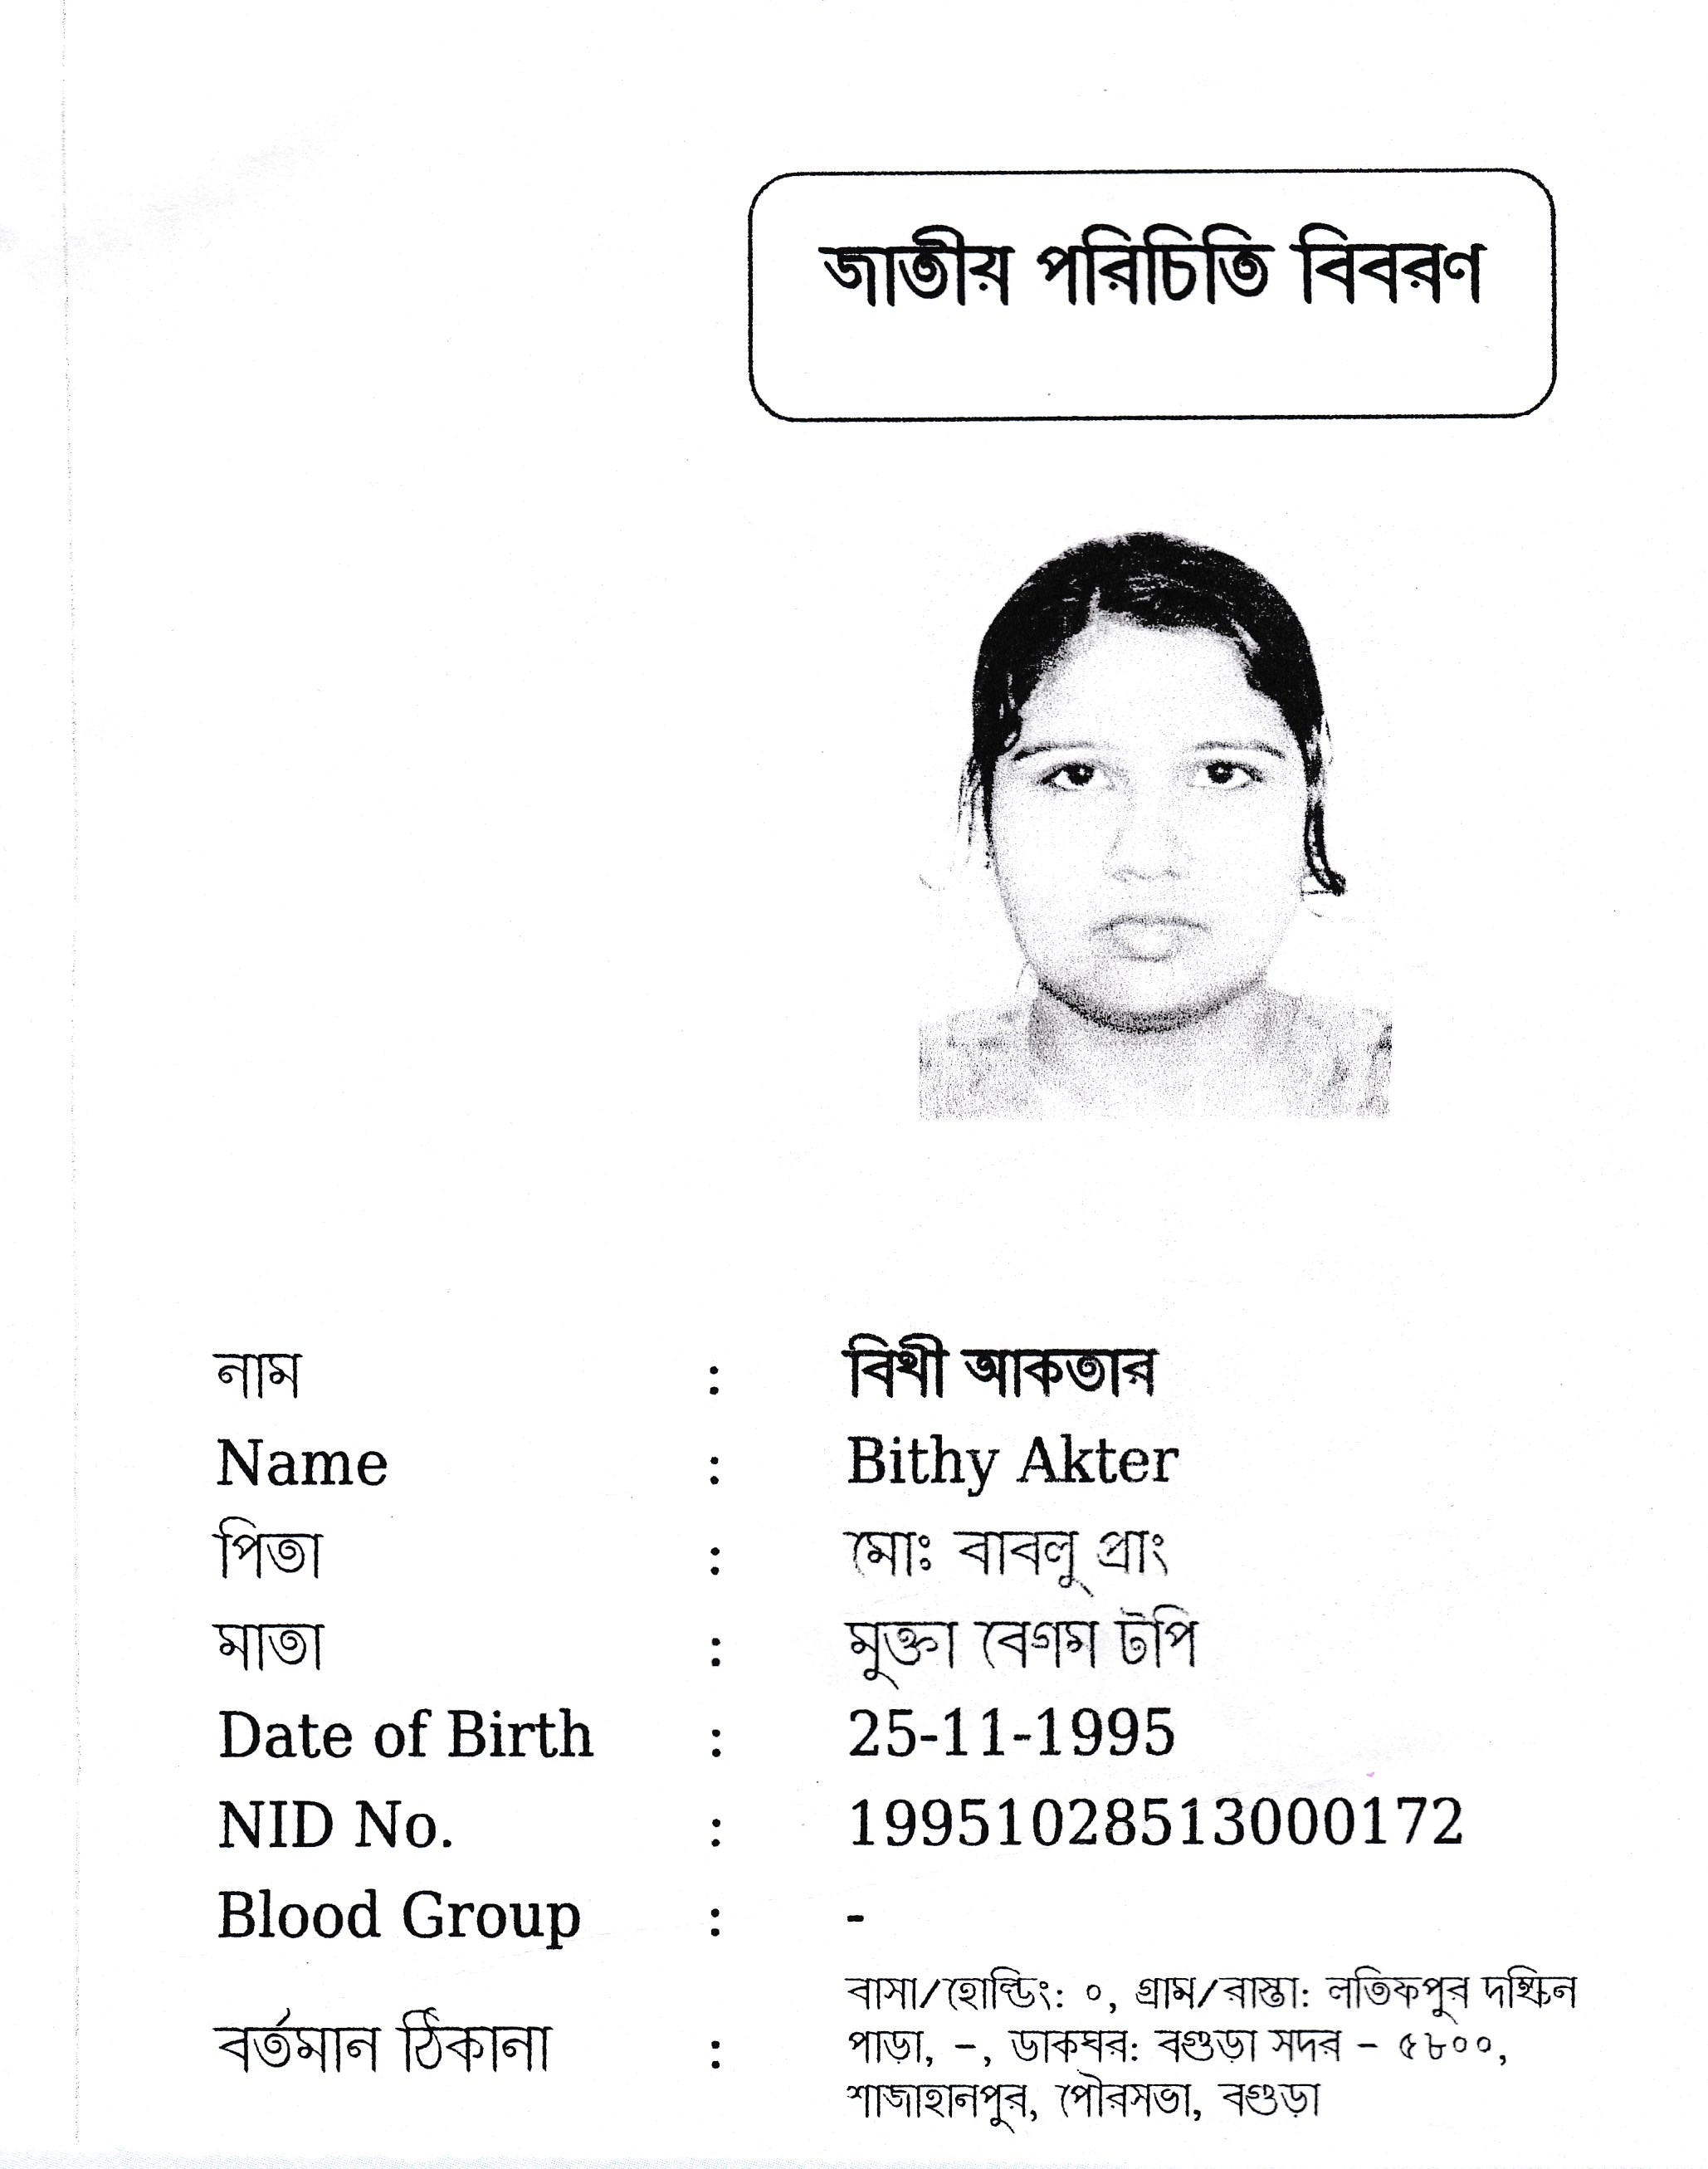 জাতীয় পরিচিতি বিবরণ
নাম : বিথী আকতার
Name : Bithy Akter
পিতা : মোঃ বাবলু প্রাং
মাতা : মুক্তা বেগম টপি
Date of Birth : 25-11-1995
NID No. : 19951028513000172
Blood Group : -
বর্তমান ঠিকানা : বাসা/হোল্ডিং: ০, গ্রাম/রাস্তা: লতিফপুর দক্ষিন
পাড়া, -, ডাকঘর: বগুড়া সদর - ৫৮০০,
শাজাহানপুর, পৌরসভা, বগুড়া